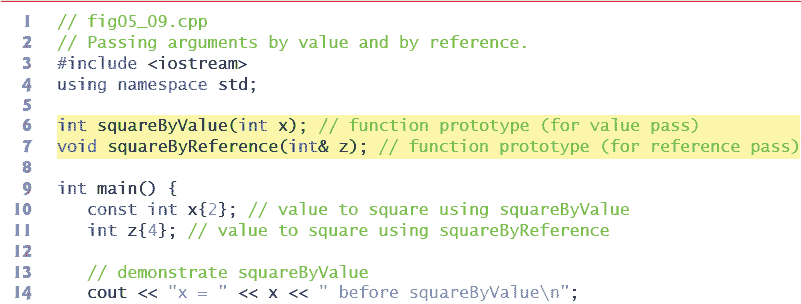 1 // fig05_09.cpp
2 // Passing arguments by value and by reference.
3 #include <iostream>
4 using namespace std;
5
6 int squareByValue(int x); // function prototype (for value pass)
7 void squareByReference(int& z); // function prototype (for reference pass)
8
9 int main() {
10 const int x{2}; // value to square using squareByValue
11 int z{4}; // value to square using squareByReference
12
13 // demonstrate squareByValue
14 cout << "x = " << x << " before squareByValue\n";